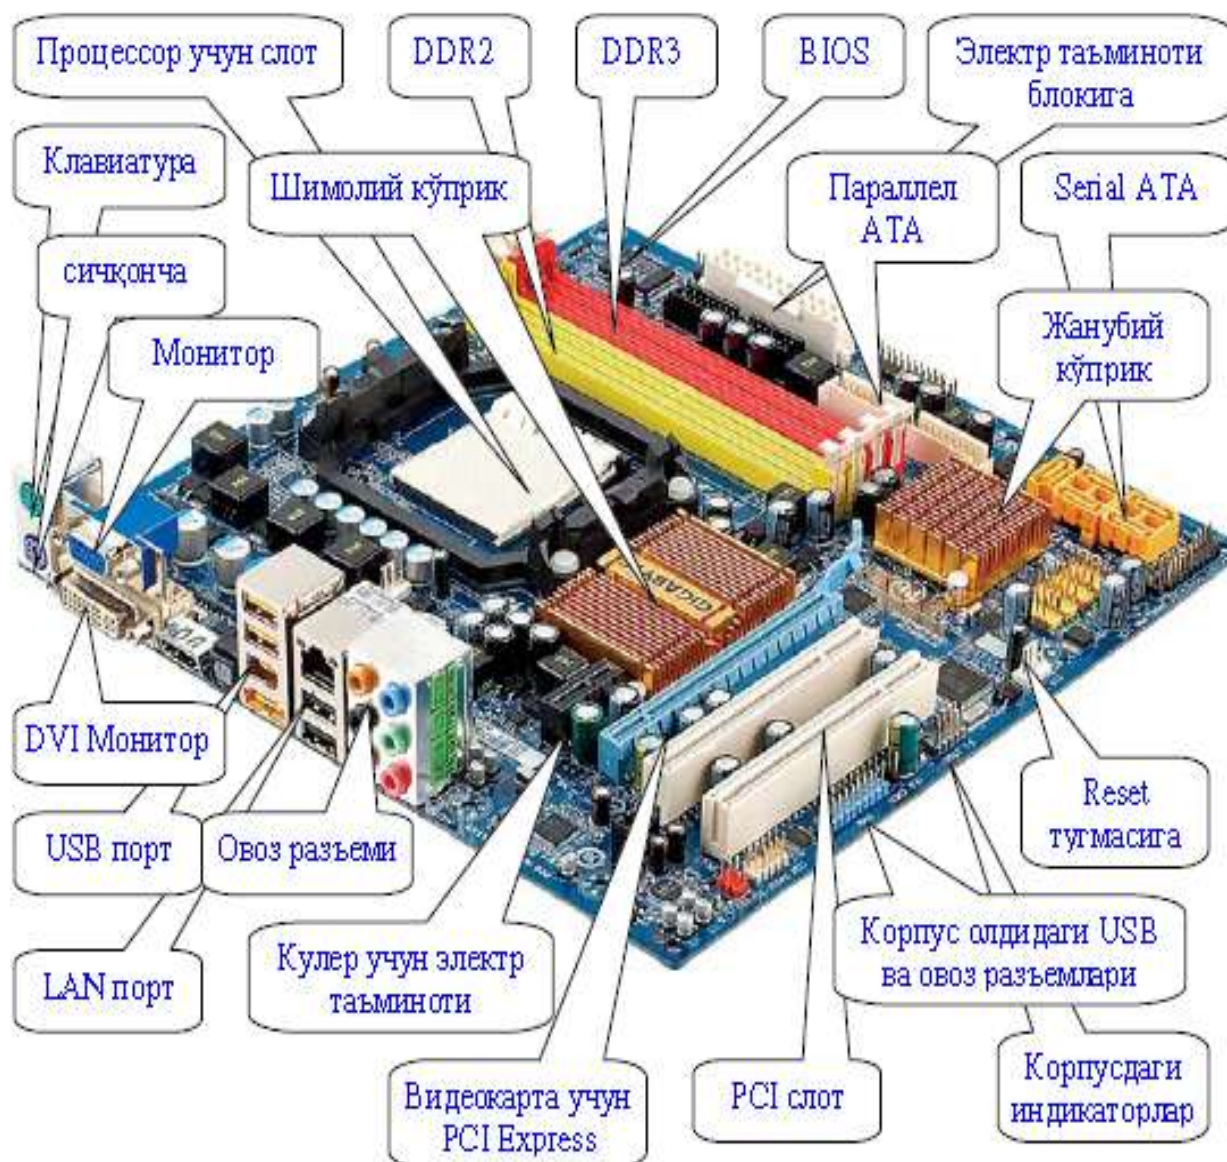 Процессор учун слот
DDR2
DDR3
BIOS
Электр таъминоти
блокига
Клавиатура
Шимолий кўприк
Параллел
АТА
Serial ATA
сичқонча
Монитор
Жанубий
кўприк
GIGABYTE
DVI Монитор
USB порт
Овоз разъеми
Reset
тугмасига
LAN порт
Кулер учун электр
таъминоти
Корпус олдидаги USB
ва овоз разъемлари
Видеокарта учун
PCI Express
PCI слот
Корпусдаги
индикаторлар